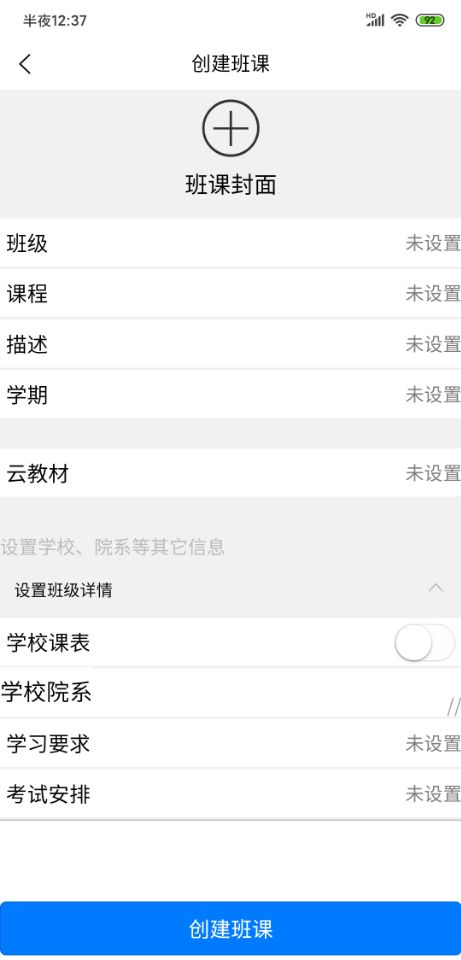 半夜12:37
HD
92
创建班课
班课封面
班级 未设置
课程 未设置
描述 未设置
学期 未设置
云教材 未设置
设置学校、院系等其它信息
设置班级详情
学校课表
学校院系
//
学习要求 未设置
考试安排 未设置
创建班课